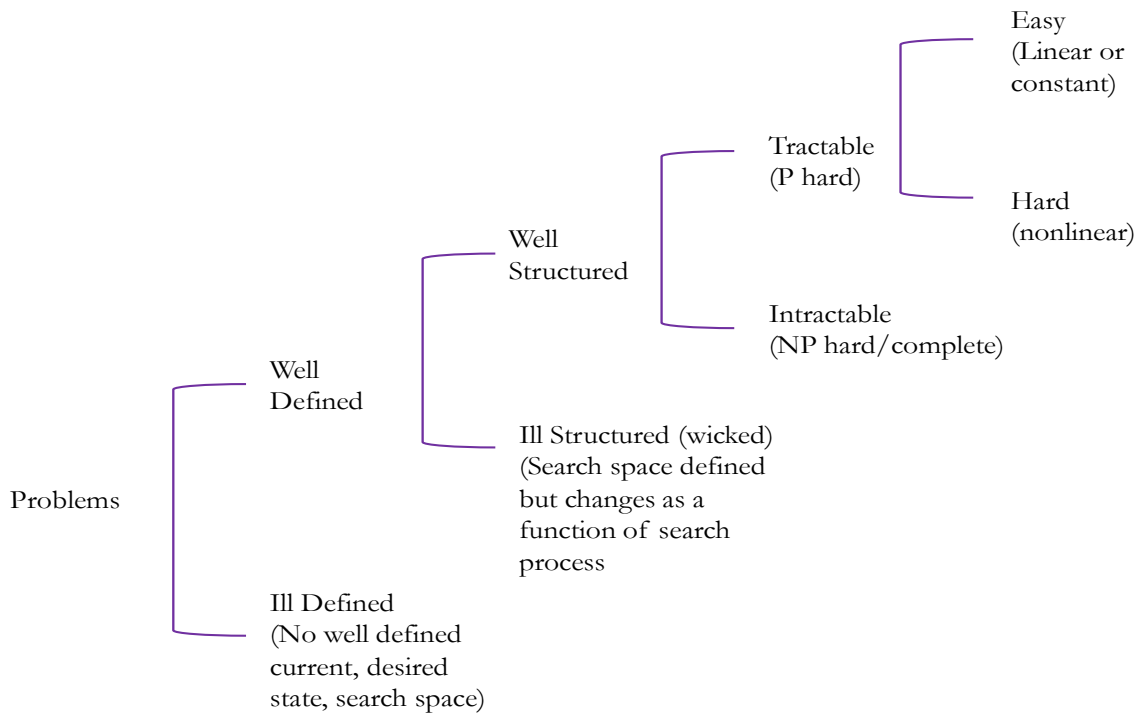 Easy
(Linear or
constant)
Tractable
(P hard)
Hard
(nonlinear)
Well
Structured
Intractable
(NP hard/complete)
Well
Defined
Ill Structured (wicked)
(Search space defined
but changes as a
function of search
process
Problems
Ill Defined
(No well defined
current, desired
state, search space)